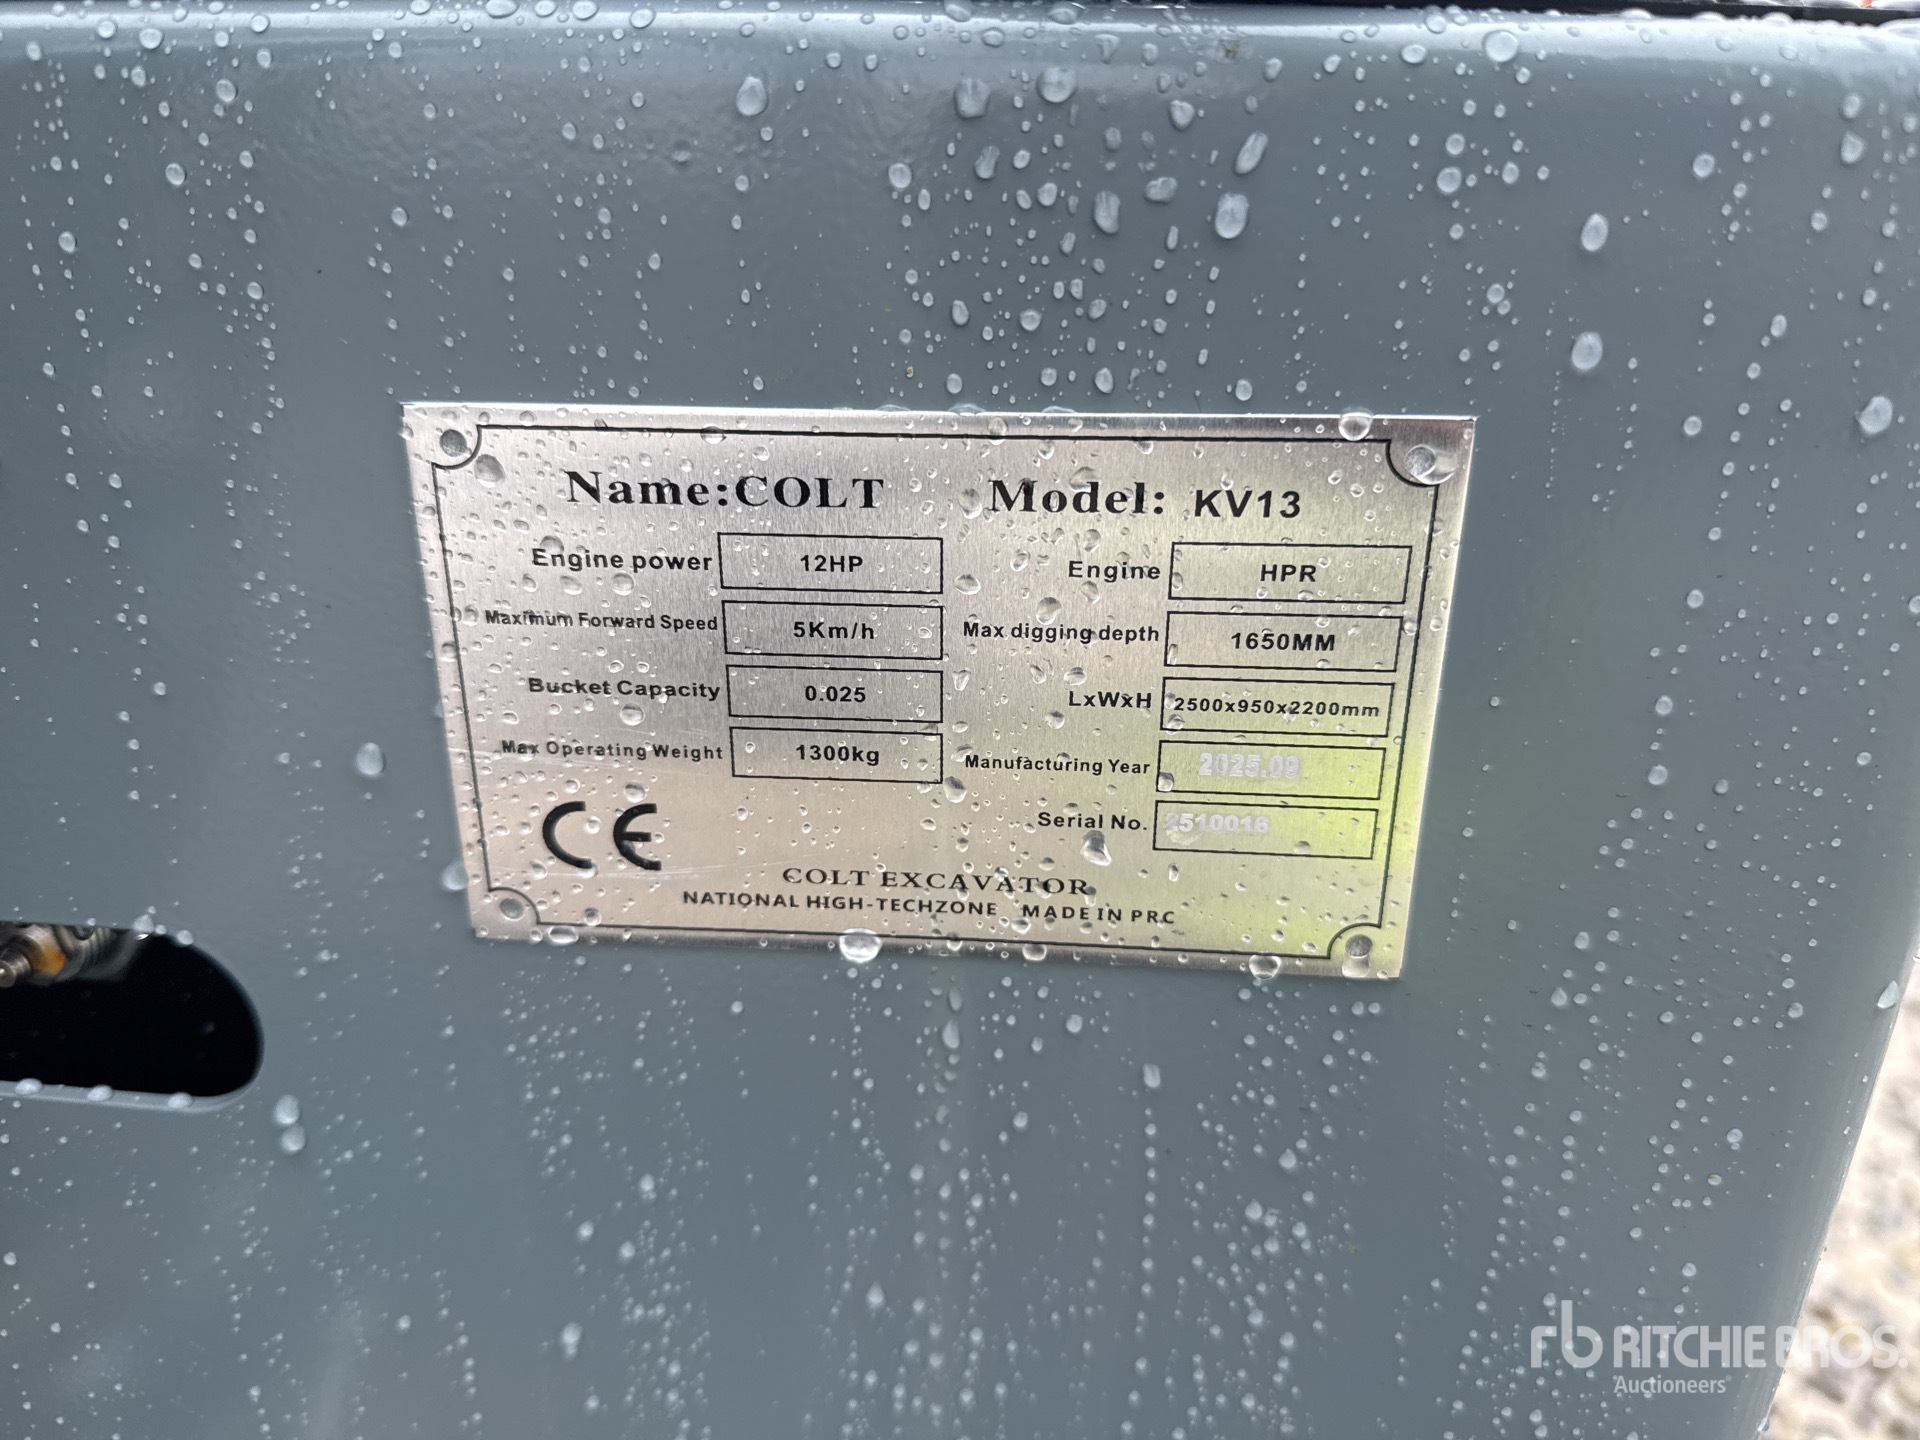 Name:COLT Model: KV13
Engine power 12HP Engine HPR
Maximum Forward Speed 5Km/h Max digging depth 1650MM
Bucket Capacity 0.025 LxWxH 2500x950x2200mm
Max Operating Weight 1300kg Manufacturing Year 2025.09
Serial No. 2510016
CE
COLT EXCAVATOR
NATIONAL HIGH-TECHZONE MADE IN PRC
rb RITCHIE BROS.
Auctioneers